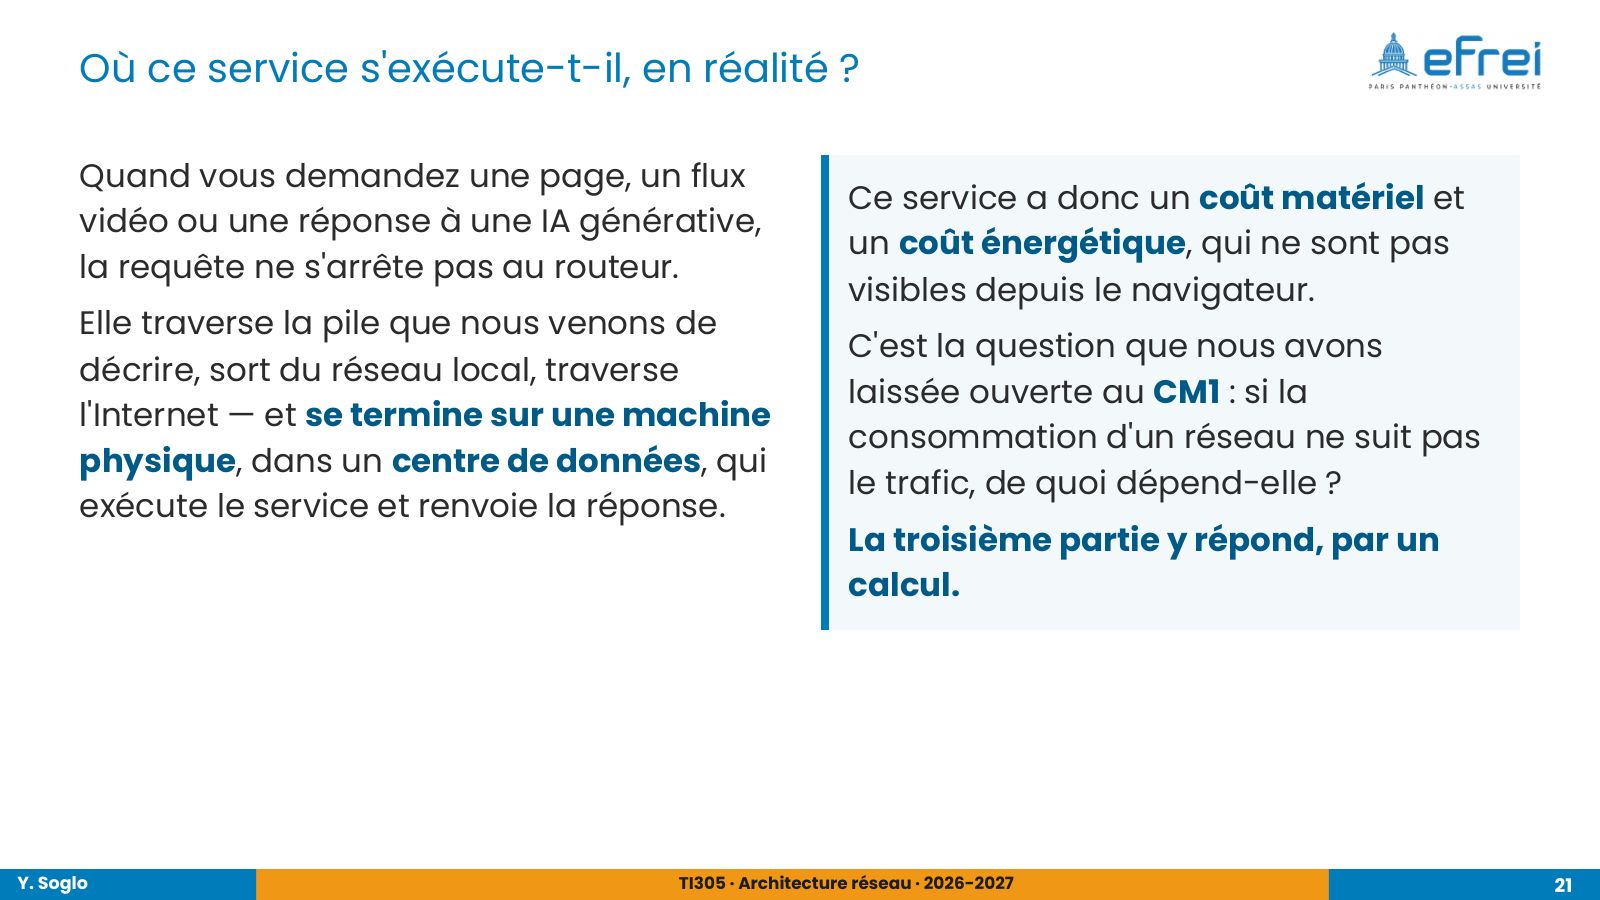 Où ce service s'exécute-t-il, en réalité ?
efrei
PARIS PANTHÉON-ASSAS UNIVERSITÉ
Quand vous demandez une page, un flux
vidéo ou une réponse à une IA générative,
la requête ne s'arrête pas au routeur.
Elle traverse la pile que nous venons de
décrire, sort du réseau local, traverse
l'Internet — et se termine sur une machine
physique, dans un centre de données, qui
exécute le service et renvoie la réponse.
Ce service a donc un coût matériel et
un coût énergétique, qui ne sont pas
visibles depuis le navigateur.
C'est la question que nous avons
laissée ouverte au CM1 : si la
consommation d'un réseau ne suit pas
le trafic, de quoi dépend-elle ?
La troisième partie y répond, par un
calcul.
Y. Soglo
TI305 · Architecture réseau · 2026-2027
21